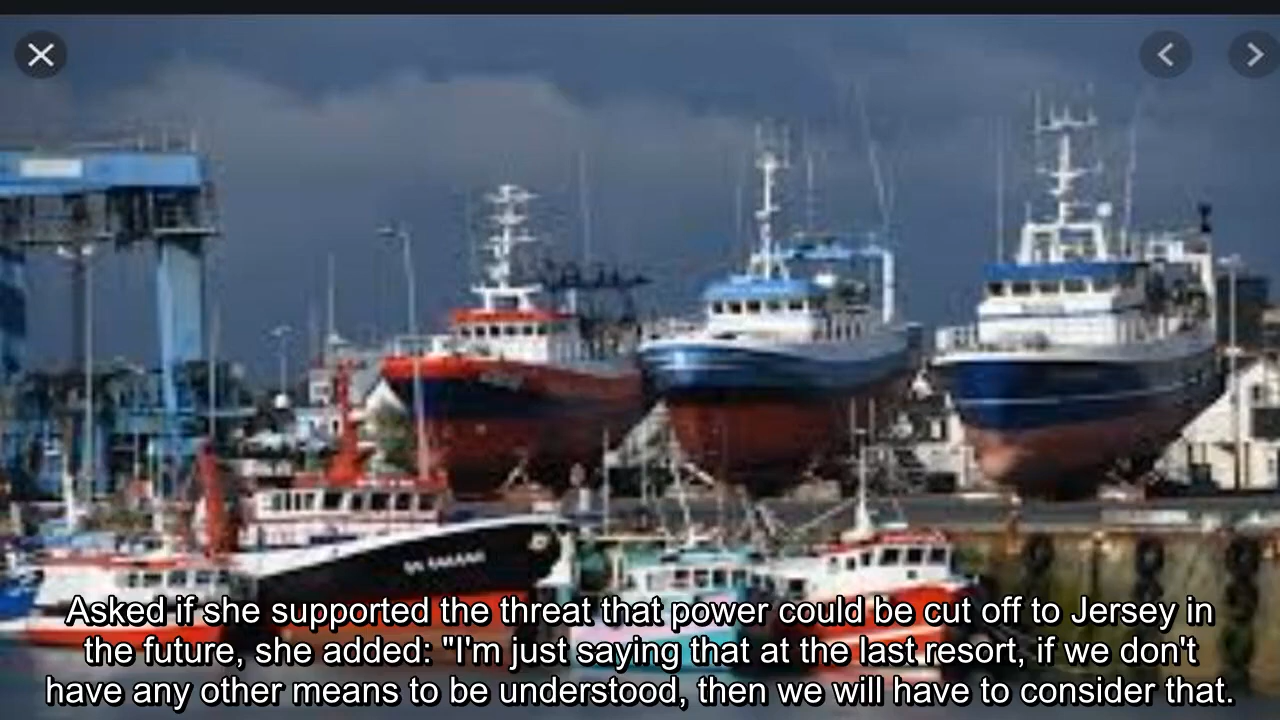 Asked if she supported the threat that power could be cut off to Jersey in
the future, she added: "I'm just saying that at the last resort, if we don't
have any other means to be understood, then we will have to consider that.